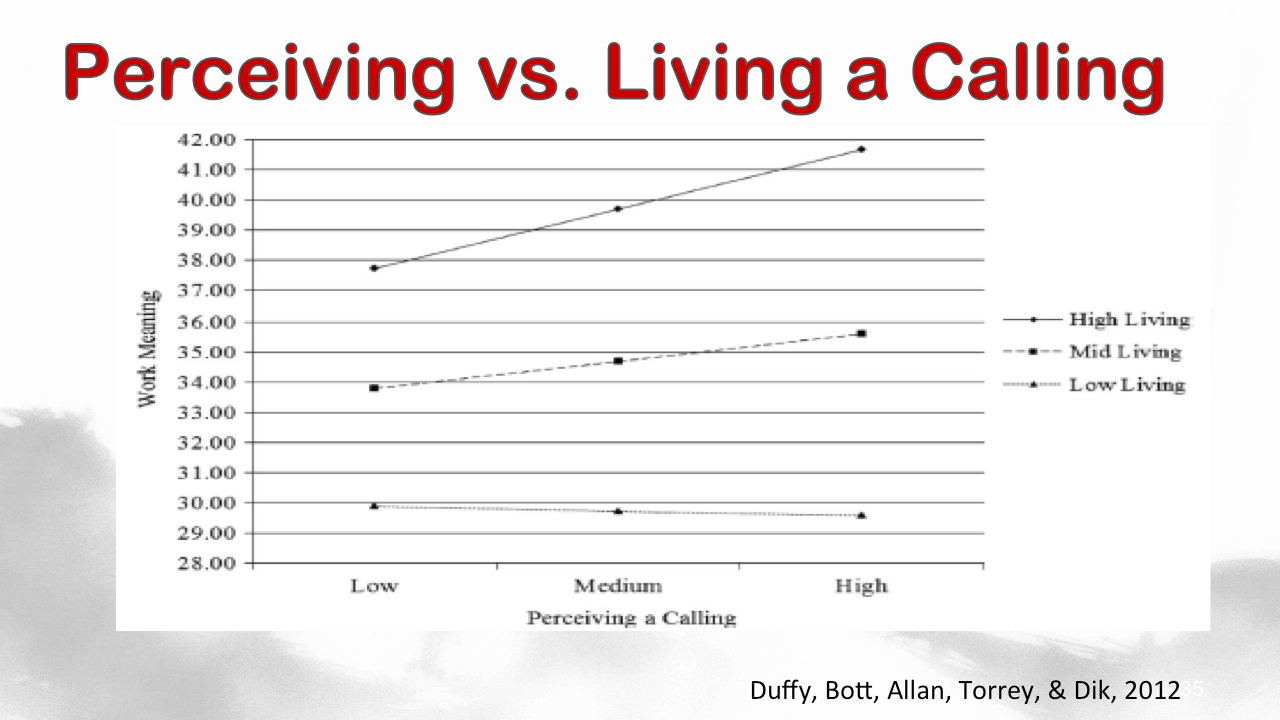 Perceiving vs. Living a Calling
42.00
41.00
40.00
39.00
38.00
37.00
36.00
35.00
34.00
33.00
32.00
31.00
30.00
29.00
28.00
Work Meaning
Low Medium High
Perceiving a Calling
High Living
Mid Living
Low Living
Duffy, Bott, Allan, Torrey, & Dik, 2012
35